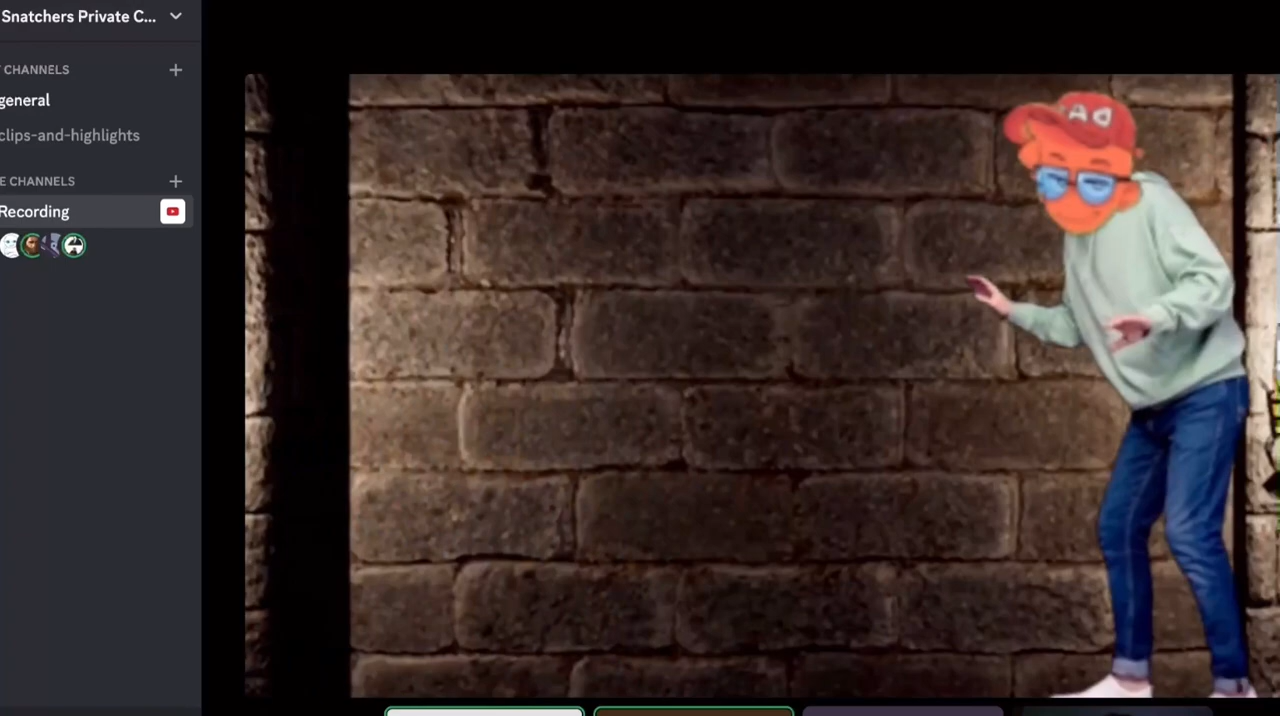 Snatchers Private C...
CHANNELS
general
clips-and-highlights
E CHANNELS
Recording